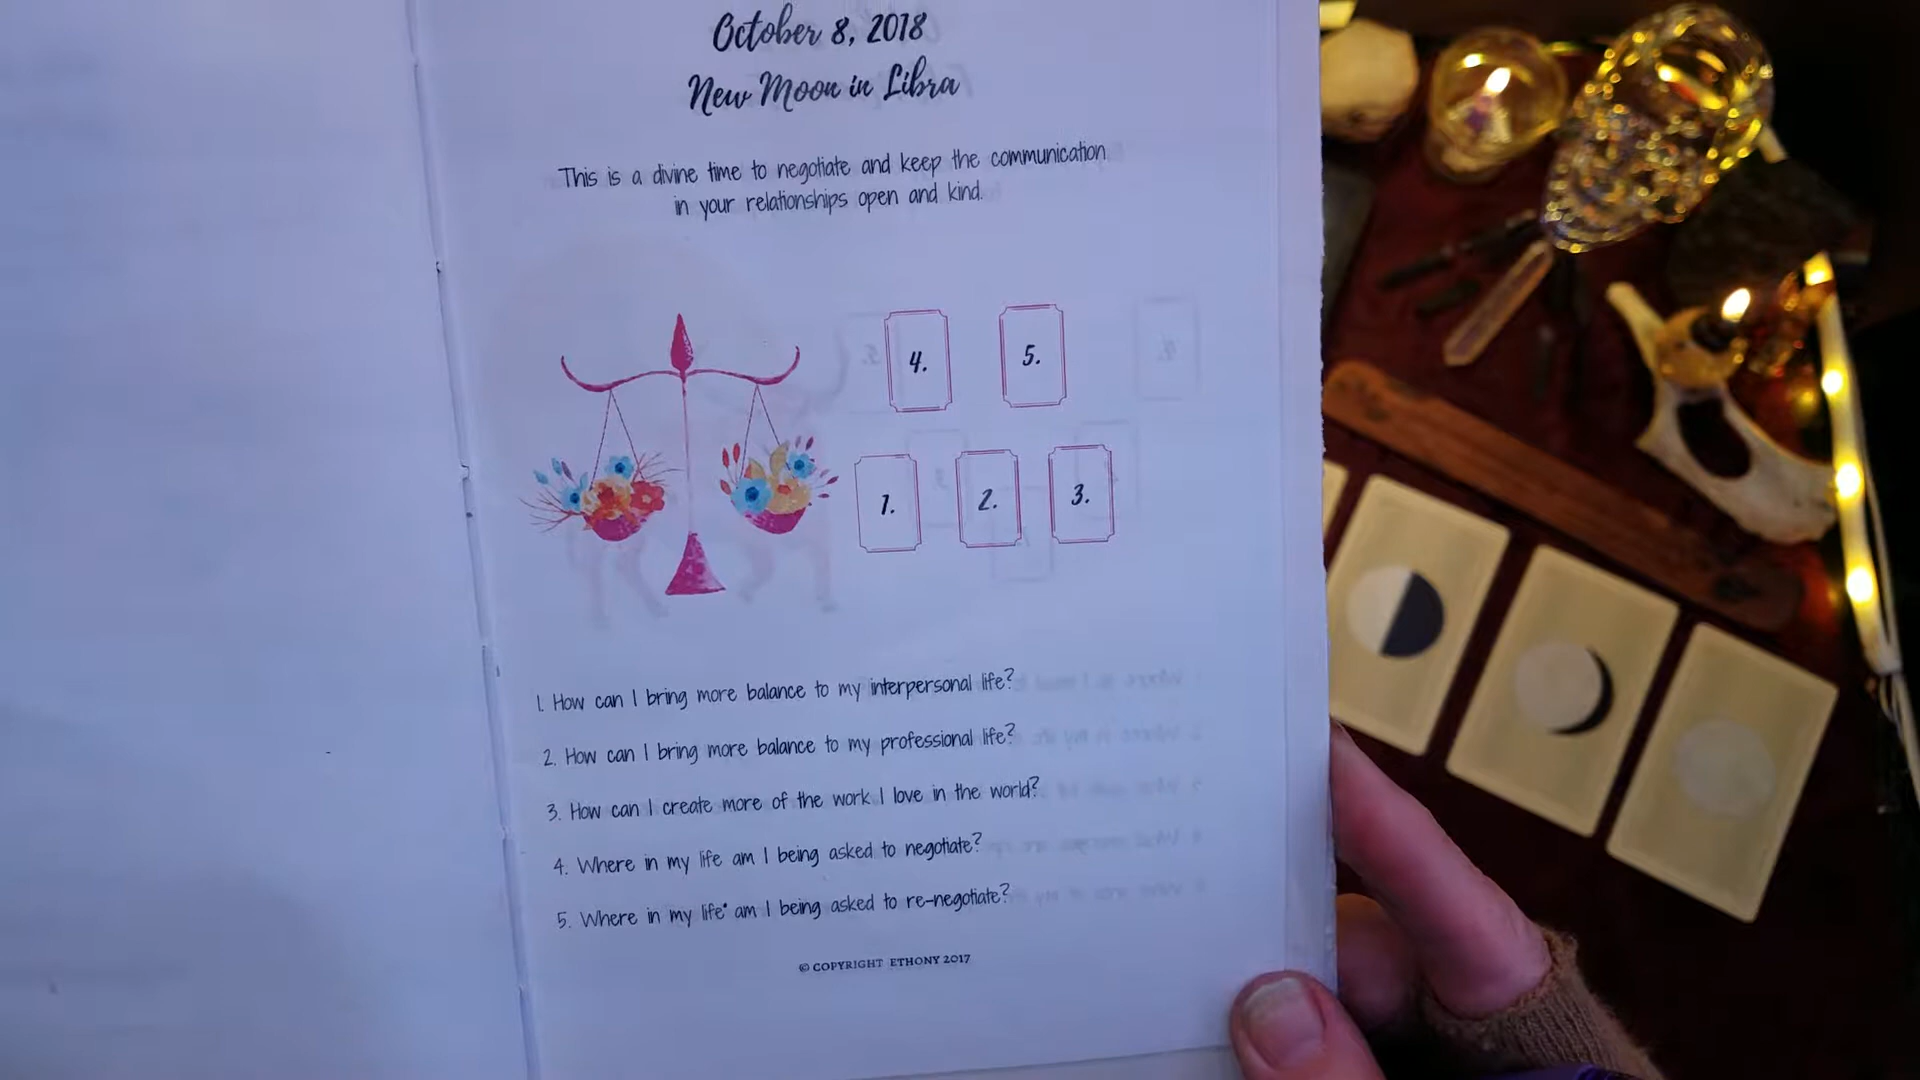 October 8, 2018
New Moon in Libra
This is a divine time to negotiate and keep the communication
in your relationships open and kind.
4.
5.
1.
2.
3.
1. How can I bring more balance to my interpersonal life?
2. How can I bring more balance to my professional life?
3. How can I create more of the work I love in the world?
4. Where in my life am I being asked to negotiate?
5. Where in my life am I being asked to re-negotiate?
© COPYRIGHT ETHONY 2017